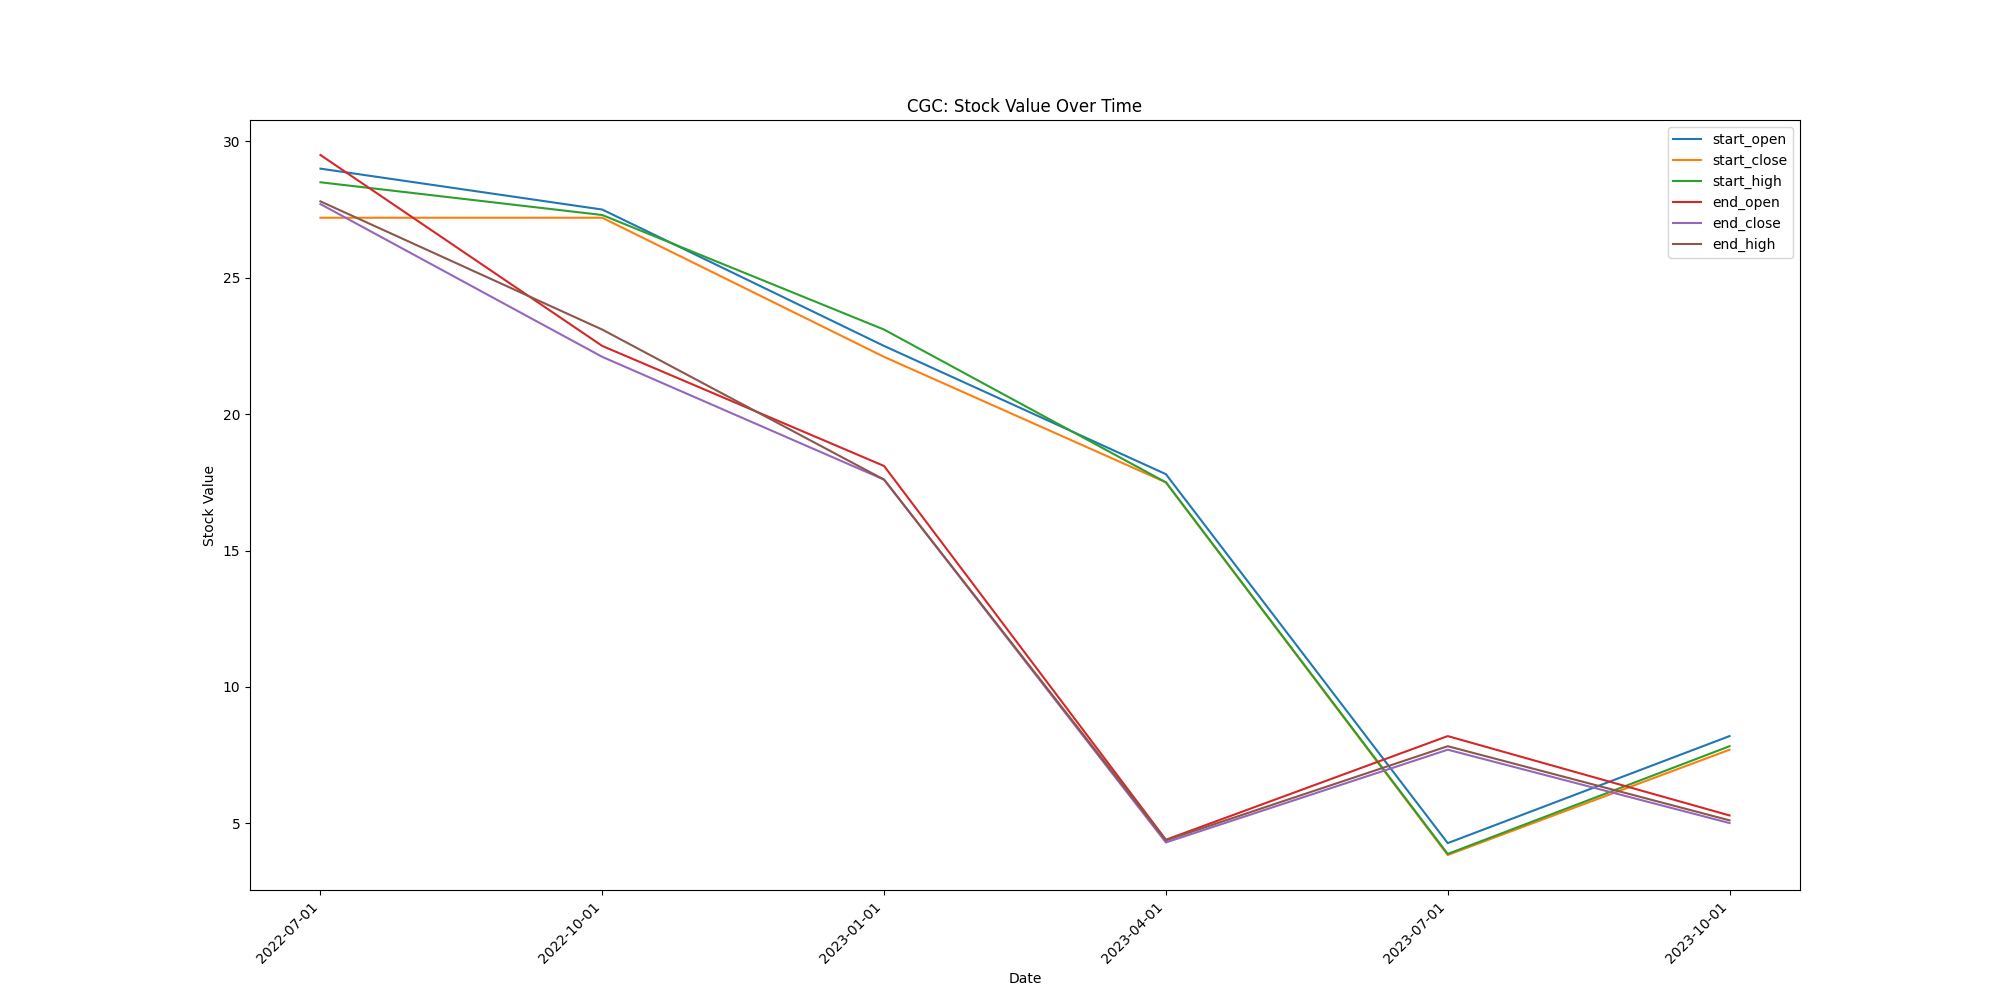 CGC: Stock Value Over Time
30
25
20
15
10
5
Stock Value
start_open
start_close
start_high
end_open
end_close
end_high
2022-07-01
2022-10-01
2023-01-01
2023-04-01
2023-07-01
2023-10-01
Date